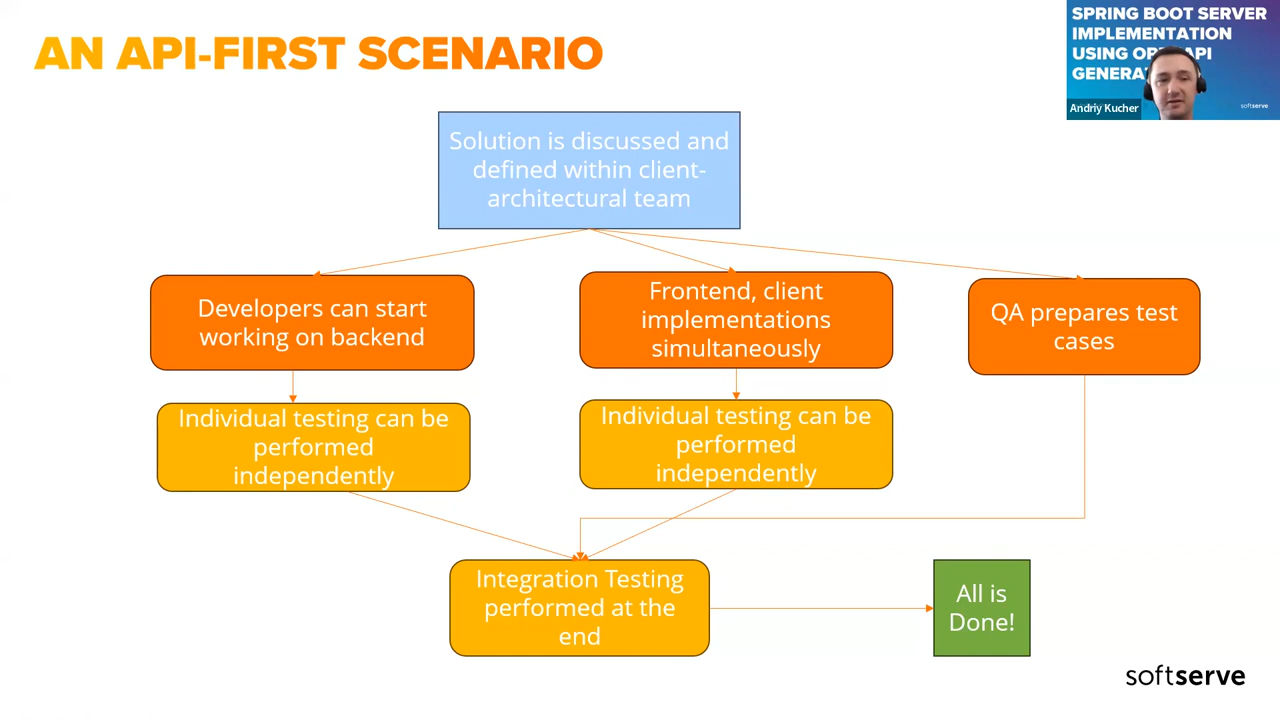 AN API-FIRST SCENARIO
SPRING BOOT SERVER
IMPLEMENTATION
USING API
Andriy Kucher
softserve
Solution is discussed and
defined within client-
architectural team
Developers can start
working on backend
Frontend, client
implementations
simultaneously
QA prepares test
cases
Individual testing can be
performed
independently
Individual testing can be
performed
independently
Integration Testing
performed at the
end
All is
Done!
softserve